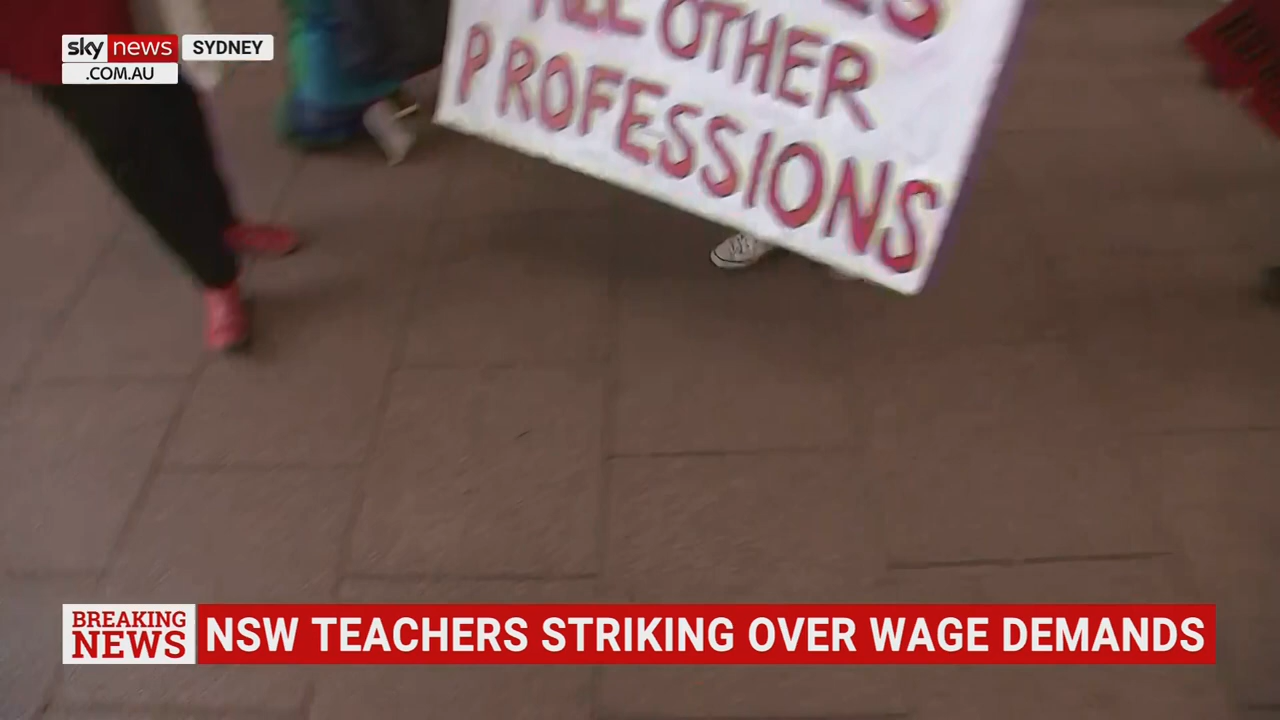 sky news SYDNEY
.COM.AU
ALL OTHER
PROFESSIONS
BREAKING
NEWS
NSW TEACHERS STRIKING OVER WAGE DEMANDS